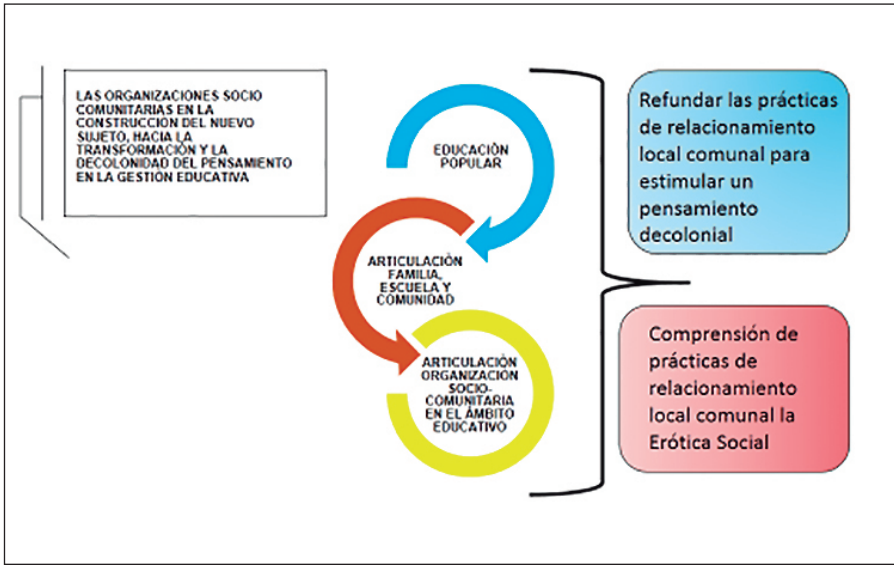 LAS ORGANIZACIONES SOCIO
COMUNITARIAS EN LA
CONSTRUCCIÓN DEL NUEVO
SUJETO, HACIA LA
TRANSFORMACIÓN Y LA
DECOLONIDAD DEL PENSAMIENTO
EN LA GESTIÓN EDUCATIVA
EDUCACIÓN
POPULAR
ARTICULACIÓN
FAMILIA,
ESCUELA Y
COMUNIDAD
ARTICULACIÓN
ORGANIZACIÓN
SOCIO-
COMUNITARIA
EN EL ÁMBITO
EDUCATIVO
Refundar las prácticas
de relacionamiento
local comunal para
estimular un
pensamiento
decolonial
Comprensión de
prácticas de
relacionamiento
local comunal la
Erótica Social